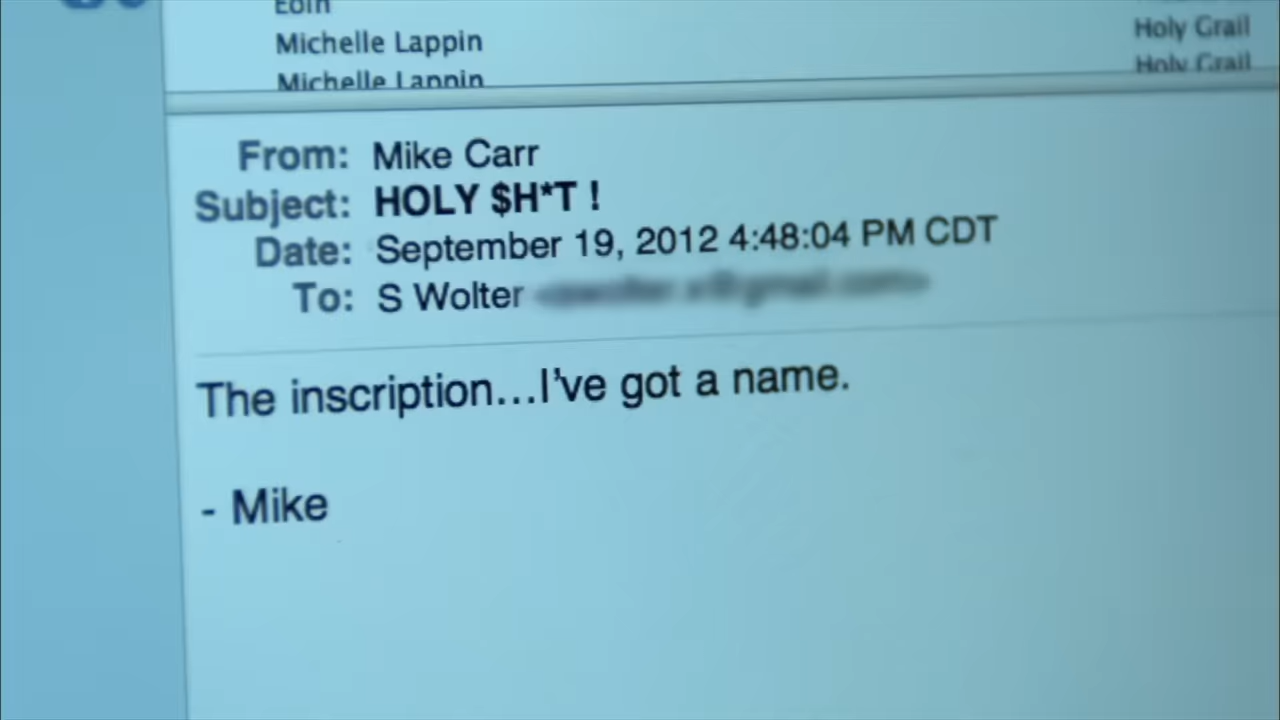 Eoin
Michelle Lappin
Holy Grail
Michelle Lappin
Holy Grail
From: Mike Carr
Subject: HOLY $H*T !
Date: September 19, 2012 4:48:04 PM CDT
To: S Wolter
The inscription...I've got a name.
- Mike